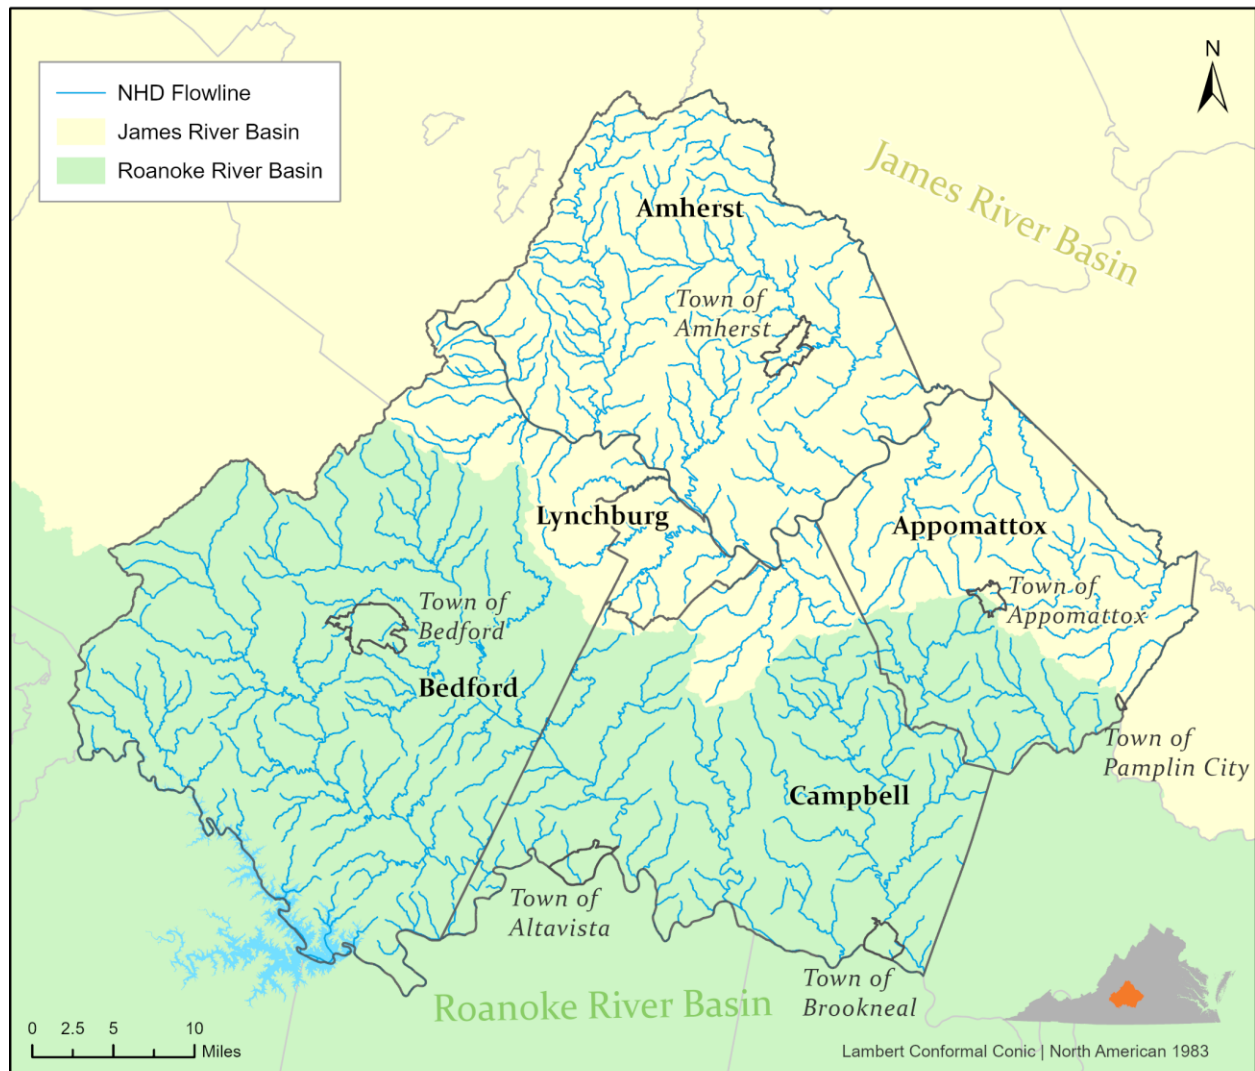 NHD Flowline
James River Basin
Roanoke River Basin
N
James River Basin
Amherst
Town of
Amherst
Lynchburg
Appomattox
Town of
Appomattox
Town of
Bedford
Bedford
Town of
Pamplin City
Campbell
Town of
Altavista
Town of
Brookneal
Roanoke River Basin
0 2.5 5 10
Miles
Lambert Conformal Conic | North American 1983